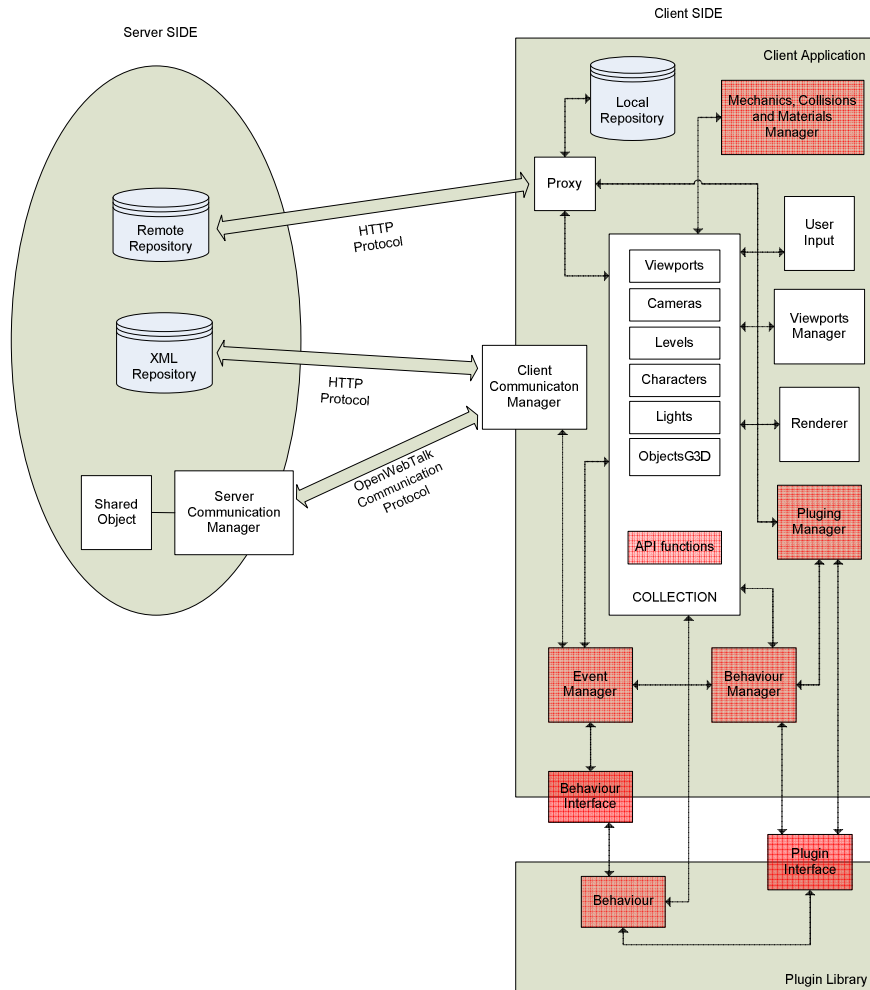 Server SIDE
Client SIDE
Client Application
Local
Repository
Mechanics, Collisions
and Materials
Manager
Proxy
Remote
Repository
HTTP
Protocol
User
Input
Viewports
Cameras
Levels
Characters
Lights
ObjectsG3D
API functions
COLLECTION
Viewports
Manager
Renderer
XML
Repository
HTTP
Protocol
Client
Communicaton
Manager
OpenWebTalk
Communication
Protocol
Shared
Object
Server
Communication
Manager
Pluging
Manager
Event
Manager
Behaviour
Manager
Behaviour
Interface
Plugin
Interface
Behaviour
Plugin Library